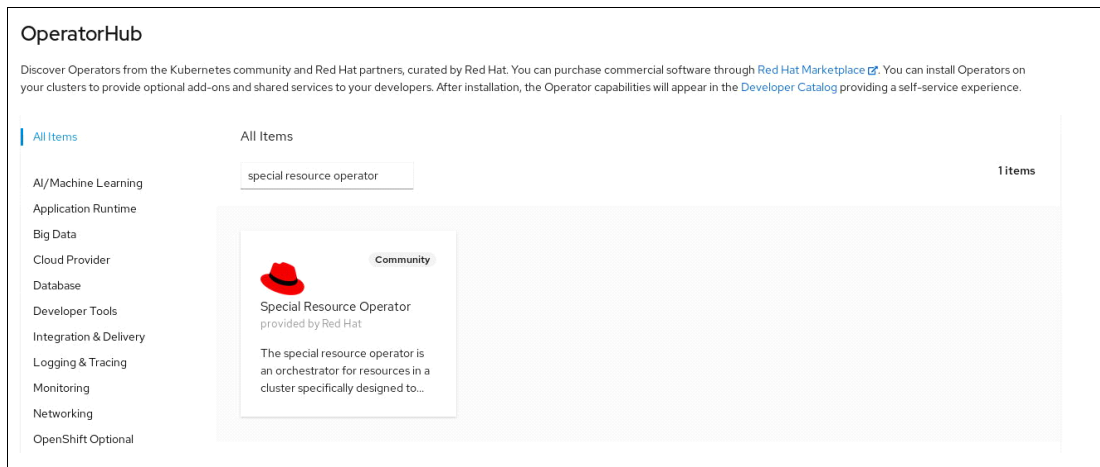 OperatorHub
Discover Operators from the Kubernetes community and Red Hat partners, curated by Red Hat. You can purchase commercial software through Red Hat Marketplace. You can install Operators on
your clusters to provide optional add-ons and shared services to your developers. After installation, the Operator capabilities will appear in the Developer Catalog providing a self-service experience.
All Items
AI/Machine Learning
Application Runtime
Big Data
Cloud Provider
Database
Developer Tools
Integration & Delivery
Logging & Tracing
Monitoring
Networking
OpenShift Optional
All Items
special resource operator
1 items
Community
Special Resource Operator
provided by Red Hat
The special resource operator is
an orchestrator for resources in a
cluster specifically designed to...